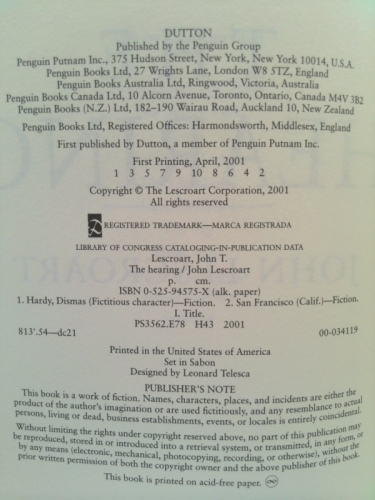 DUTTON
Published by the Penguin Group
Penguin Putnam Inc., 375 Hudson Street, New York, New York 10014, U.S.A.
Penguin Books Ltd, 27 Wrights Lane, London W8 5TZ, England
Penguin Books Australia Ltd, Ringwood, Victoria, Australia
Penguin Books Canada Ltd, 10 Alcorn Avenue, Toronto, Ontario, Canada M4V 3B2
Penguin Books (N.Z.) Ltd, 182–190 Wairau Road, Auckland 10, New Zealand
Penguin Books Ltd, Registered Offices: Harmondsworth, Middlesex, England
First published by Dutton, a member of Penguin Putnam Inc.
First Printing, April, 2001
1 3 5 7 9 10 8 6 4 2
Copyright © The Lescroart Corporation, 2001
All rights reserved
REGISTERED TRADEMARK—MARCA REGISTRADA
LIBRARY OF CONGRESS CATALOGING-IN-PUBLICATION DATA
Lescroart, John T.
The hearing / John Lescroart
p. cm.
ISBN 0-525-94575-X (alk. paper)
1. Hardy, Dismas (Fictitious character)—Fiction. 2. San Francisco (Calif.)—Fiction.
I. Title.
PS3562.E78 H43 2001
813'.54—dc21 00-034119
Printed in the United States of America
Set in Sabon
Designed by Leonard Telesca
PUBLISHER'S NOTE
This book is a work of fiction. Names, characters, places, and incidents are either the
product of the author's imagination or are used fictitiously, and any resemblance to actual
persons, living or dead, business establishments, events, or locales is entirely coincidental.
Without limiting the rights under copyright reserved above, no part of this publication may
be reproduced, stored in or introduced into a retrieval system, or transmitted, in any form, or
by any means (electronic, mechanical, photocopying, recording, or otherwise), without the
prior written permission of both the copyright owner and the above publisher of this book.
This book is printed on acid-free paper.